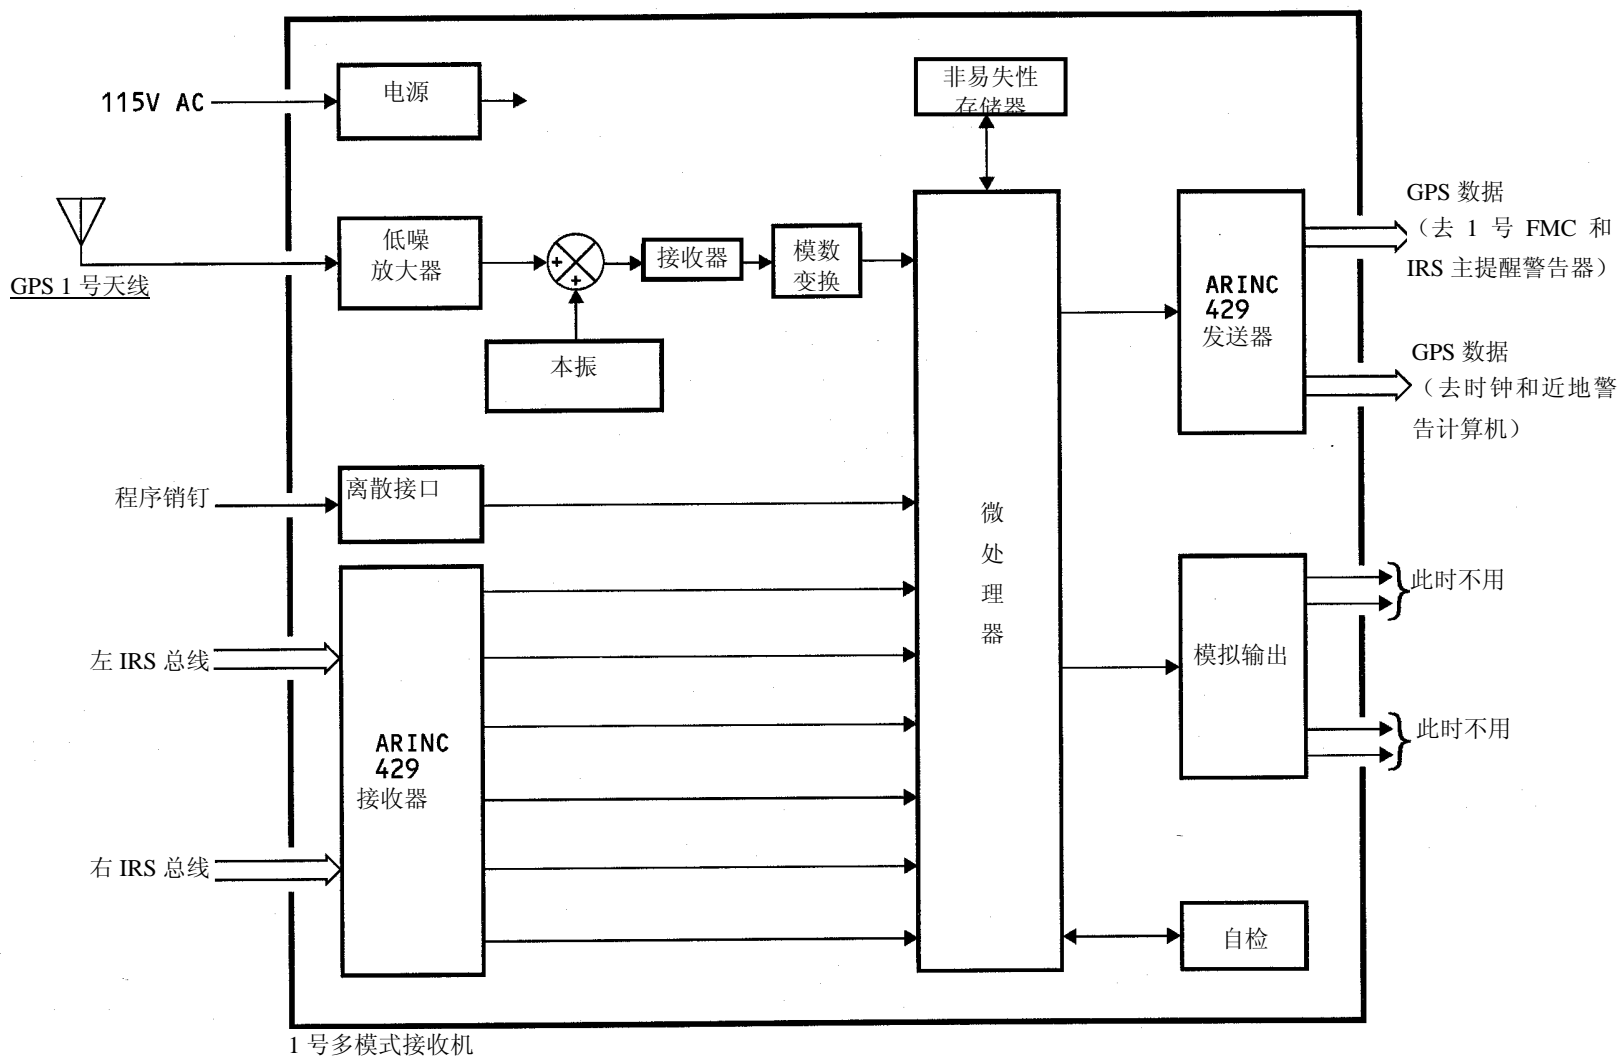 115V AC
电源
非易失性
存储器
GPS 1 号天线
低噪
放大器
接收器
模数
变换
本振
ARINC
429
发送器
GPS 数据
（去 1 号 FMC 和
IRS 主提醒警告器）
GPS 数据
（去时钟和近地警
告计算机）
程序销钉
离散接口
微
处
理
器
左 IRS 总线
右 IRS 总线
ARINC
429
接收器
模拟输出
此时不用
此时不用
自检
1 号多模式接收机